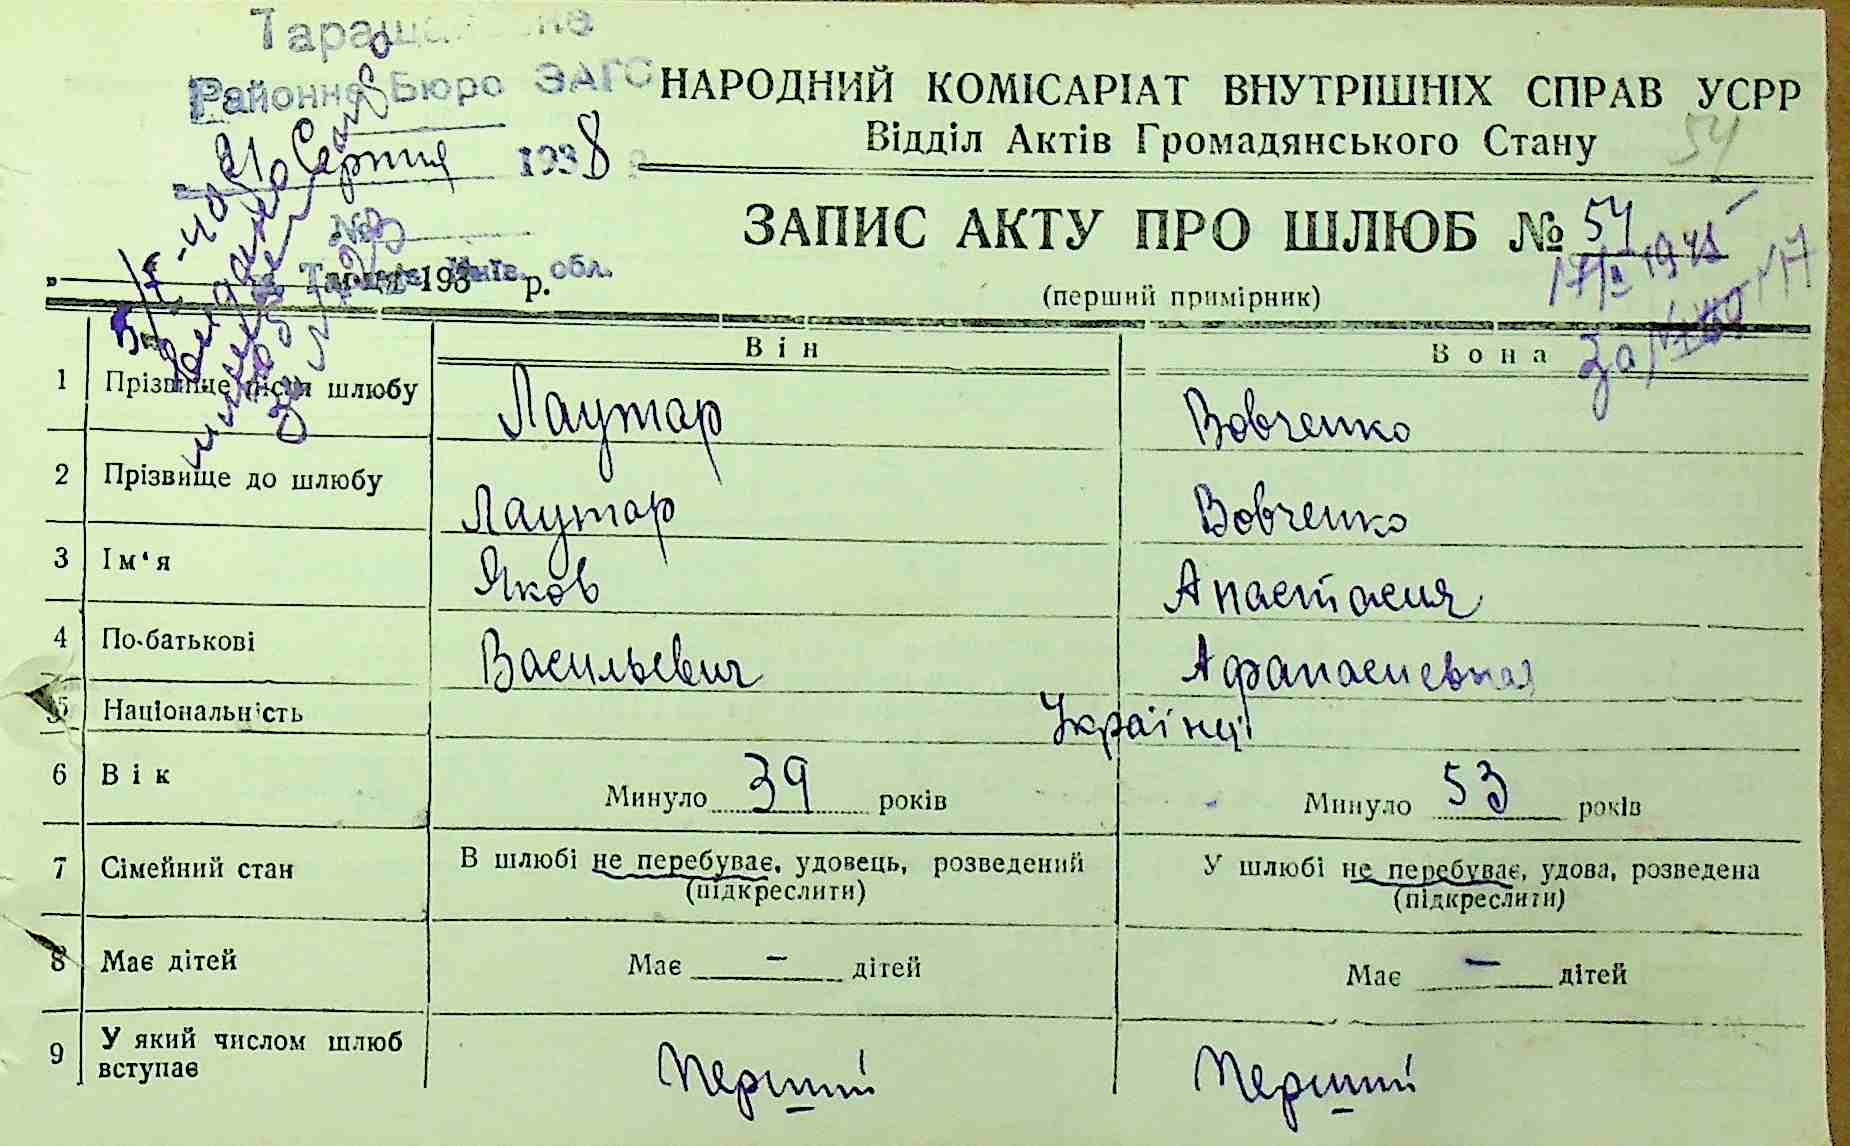 Районне Бюро ЗАГС
НАРОДНИЙ КОМІСАРІАТ ВНУТРІШНІХ СПРАВ УСРР
Відділ Актів Громадянського Стану
54
21 Серпня 1938
ЗАПИС АКТУ ПРО ШЛЮБ № 54
№
обл.
193 р.
(перший примірник)
Він
Вона
1 Прізвище після шлюбу Лаутар Вовченко
2 Прізвище до шлюбу Лаутар Вовченко
3 Ім'я Яков Анастасия
4 По-батькові Васильевич Афанасиевная
5 Національність Українці
6 Вік Минуло 39 років Минуло 53 років
7 Сімейний стан В шлюбі не перебуває, удовець, розведений У шлюбі не перебуває, удова, розведена
(підкреслити) (підкреслити)
8 Має дітей Має – дітей Має – дітей
9 У який числом шлюб вступає Перший Перший